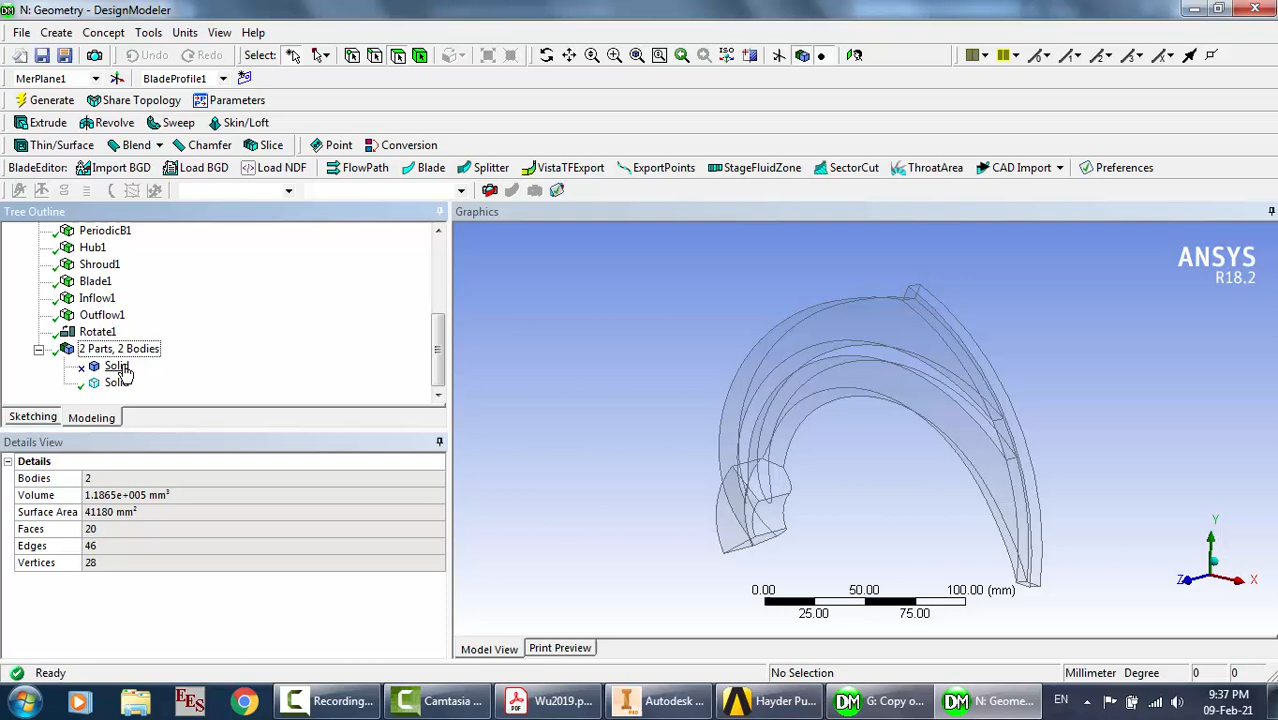 N: Geometry - DesignModeler
File Create Concept Tools Units View Help
Undo Redo Select:
MerPlane1 BladeProfile1
Generate Share Topology Parameters
Extrude Revolve Sweep Skin/Loft
Thin/Surface Blend Chamfer Slice Point Conversion
BladeEditor: Import BGD Load BGD Load NDF FlowPath Blade Splitter VistaTFExport ExportPoints StageFluidZone SectorCut ThroatArea CAD Import Preferences
Tree Outline
Graphics
PeriodicB1
Hub1
Shroud1
Blade1
Inflow1
Outflow1
Rotate1
2 Parts, 2 Bodies
Solid
Sketching Modeling
Details View
Details
Bodies 2
Volume 1.1865e+005 mm³
Surface Area 41180 mm²
Faces 20
Edges 46
Vertices 28
ANSYS
R18.2
Y
Z X
0.00 50.00 100.00 (mm)
25.00 75.00
Model View Print Preview
Ready No Selection Millimeter Degree 0 0
EES Recording... Camtasia ... Wu2019.p... Autodesk ... Hayder Pu... G: Copy o... N: Geome... EN
9:37 PM
09-Feb-21